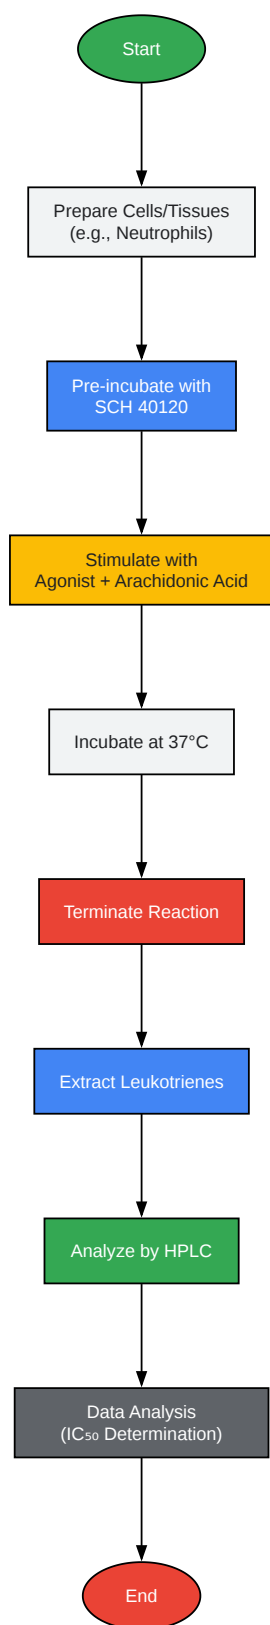 Start
Prepare Cells/Tissues
(e.g., Neutrophils)
Pre-incubate with
SCH 40120
Stimulate with
Agonist + Arachidonic Acid
Incubate at 37°C
Terminate Reaction
Extract Leukotrienes
Analyze by HPLC
Data Analysis
(IC₅₀ Determination)
End